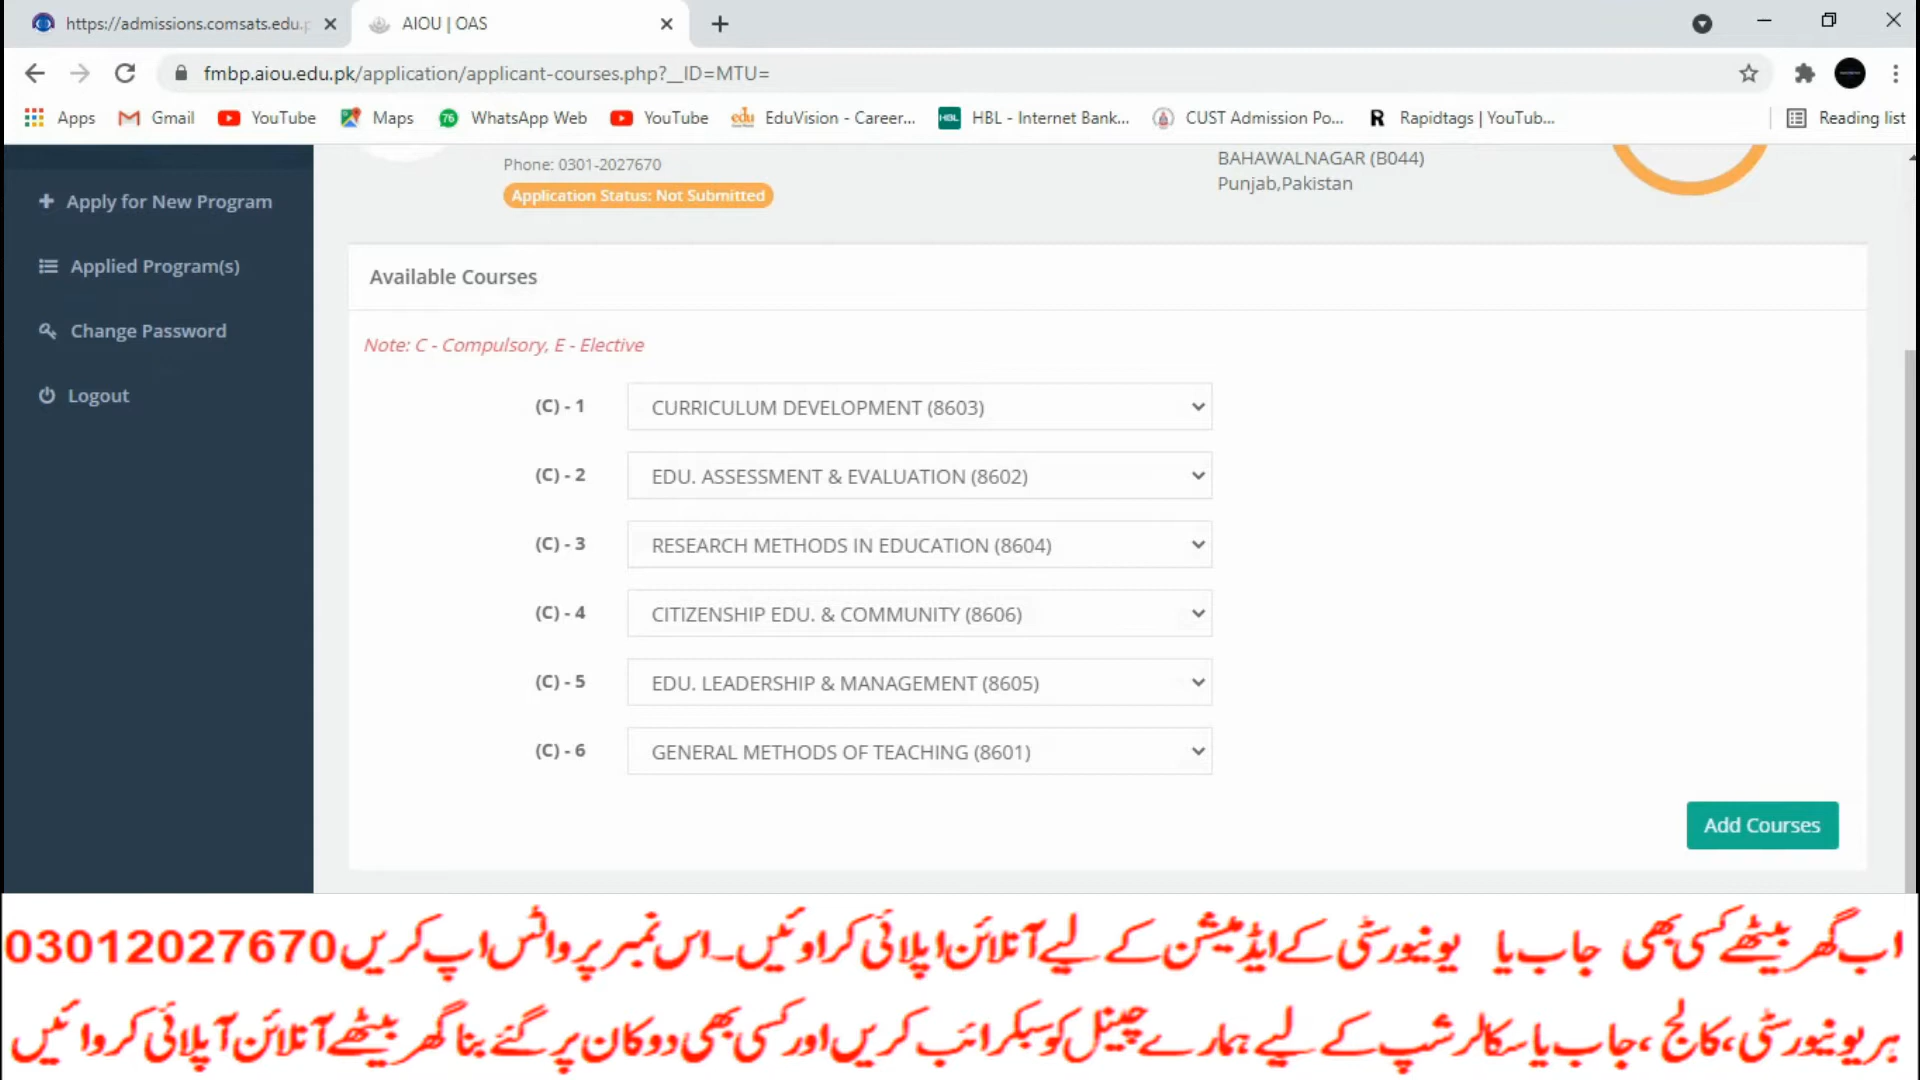 https://admissions.comsats.edu.p
AIOU | OAS
fmbp.aiou.edu.pk/application/applicant-courses.php?__ID=MTU=
Apps
Gmail
YouTube
Maps
WhatsApp Web
YouTube
EduVision - Career...
HBL - Internet Bank...
CUST Admission Po...
Rapidtags | YouTub...
Reading list
Phone: 0301-2027670
Application Status: Not Submitted
BAHAWALNAGAR (B044)
Punjab,Pakistan
Apply for New Program
Applied Program(s)
Change Password
Logout
Available Courses
Note: C - Compulsory, E - Elective
(C) - 1 CURRICULUM DEVELOPMENT (8603)
(C) - 2 EDU. ASSESSMENT & EVALUATION (8602)
(C) - 3 RESEARCH METHODS IN EDUCATION (8604)
(C) - 4 CITIZENSHIP EDU. & COMMUNITY (8606)
(C) - 5 EDU. LEADERSHIP & MANAGEMENT (8605)
(C) - 6 GENERAL METHODS OF TEACHING (8601)
Add Courses
اب گھر بیٹھے کسی بھی جاب یا یونیورسٹی کے ایڈمیشن کے لیے آنلائن اپلائی کراوئیں۔اس نمبر پر واٹس اپ کریں 03012027670
ہر یونیورسٹی، کالج ،جاب یا سکالرشپ کے لیے ہمارے چینل کو سبکرائب کریں اور کسی بھی دوکان پر گئے بنا گھر بیٹھے آنلائن آپلائی کروائیں